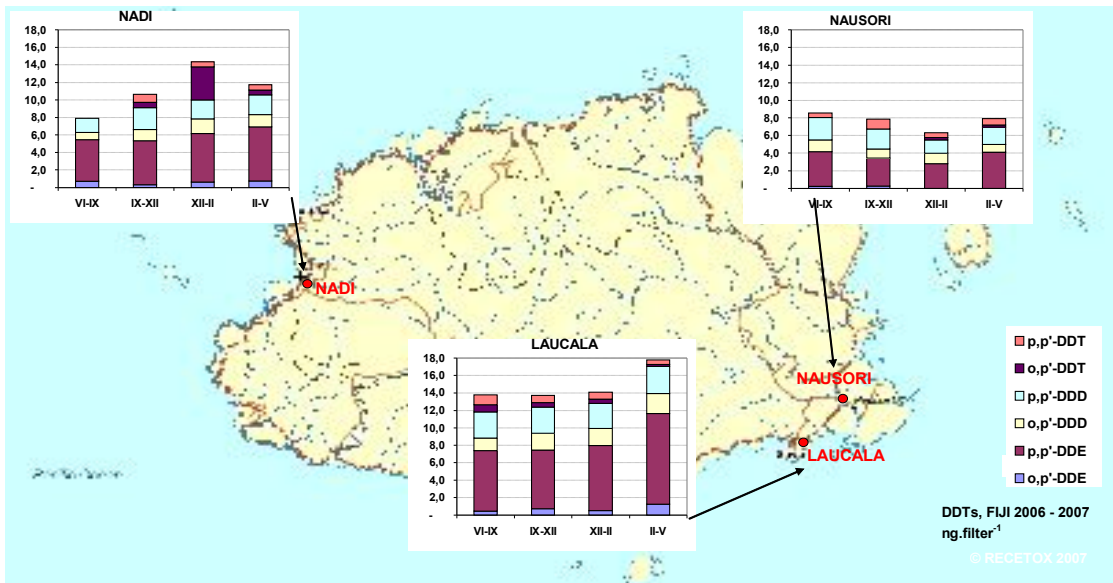 NADI
18,0
16,0
14,0
12,0
10,0
8,0
6,0
4,0
2,0
-
VI-IX IX-XII XII-II II-V
NAUSORI
18,0
16,0
14,0
12,0
10,0
8,0
6,0
4,0
2,0
-
VI-IX IX-XII XII-II II-V
NADI
LAUCALA
18,0
16,0
14,0
12,0
10,0
8,0
6,0
4,0
2,0
-
VI-IX IX-XII XII-II II-V
NAUSORI
LAUCALA
p,p'-DDT
o,p'-DDT
p,p'-DDD
o,p'-DDD
p,p'-DDE
o,p'-DDE
DDTs, FIJI 2006 - 2007
ng.filter⁻¹
© RECETOX 2007